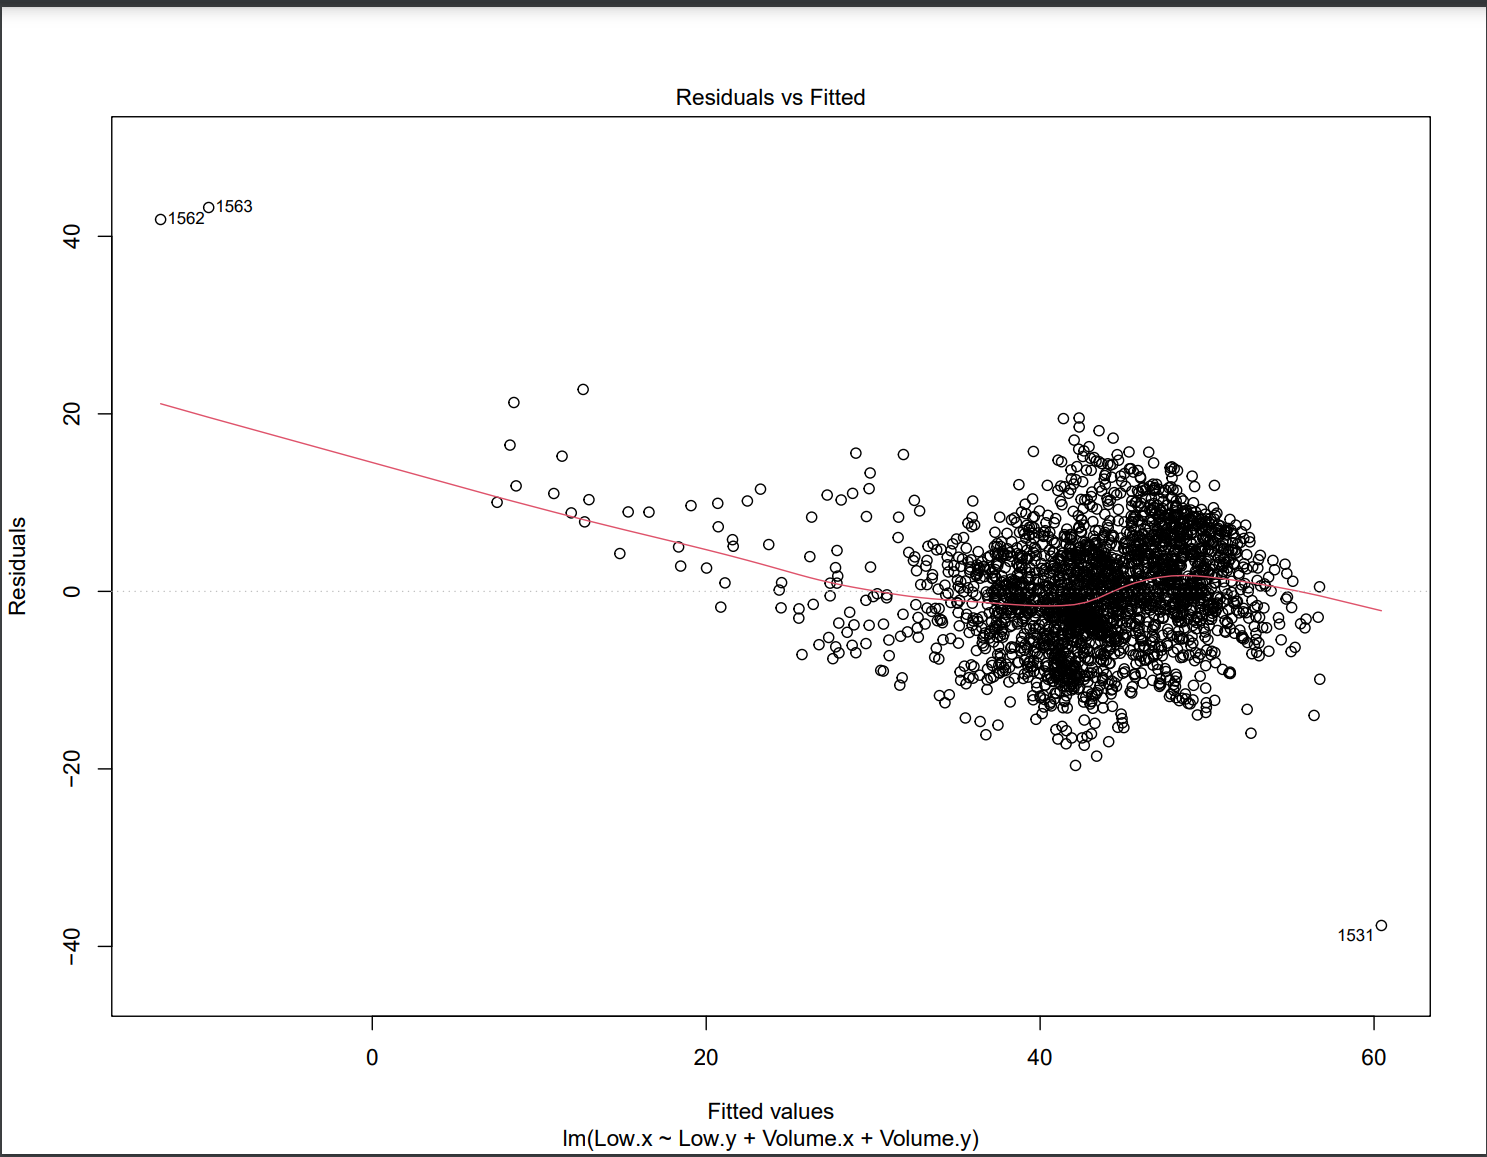 Residuals vs Fitted
1563
1562
40
20
0
−20
−40
Residuals
1531
0 20 40 60
Fitted values
lm(Low.x ~ Low.y + Volume.x + Volume.y)